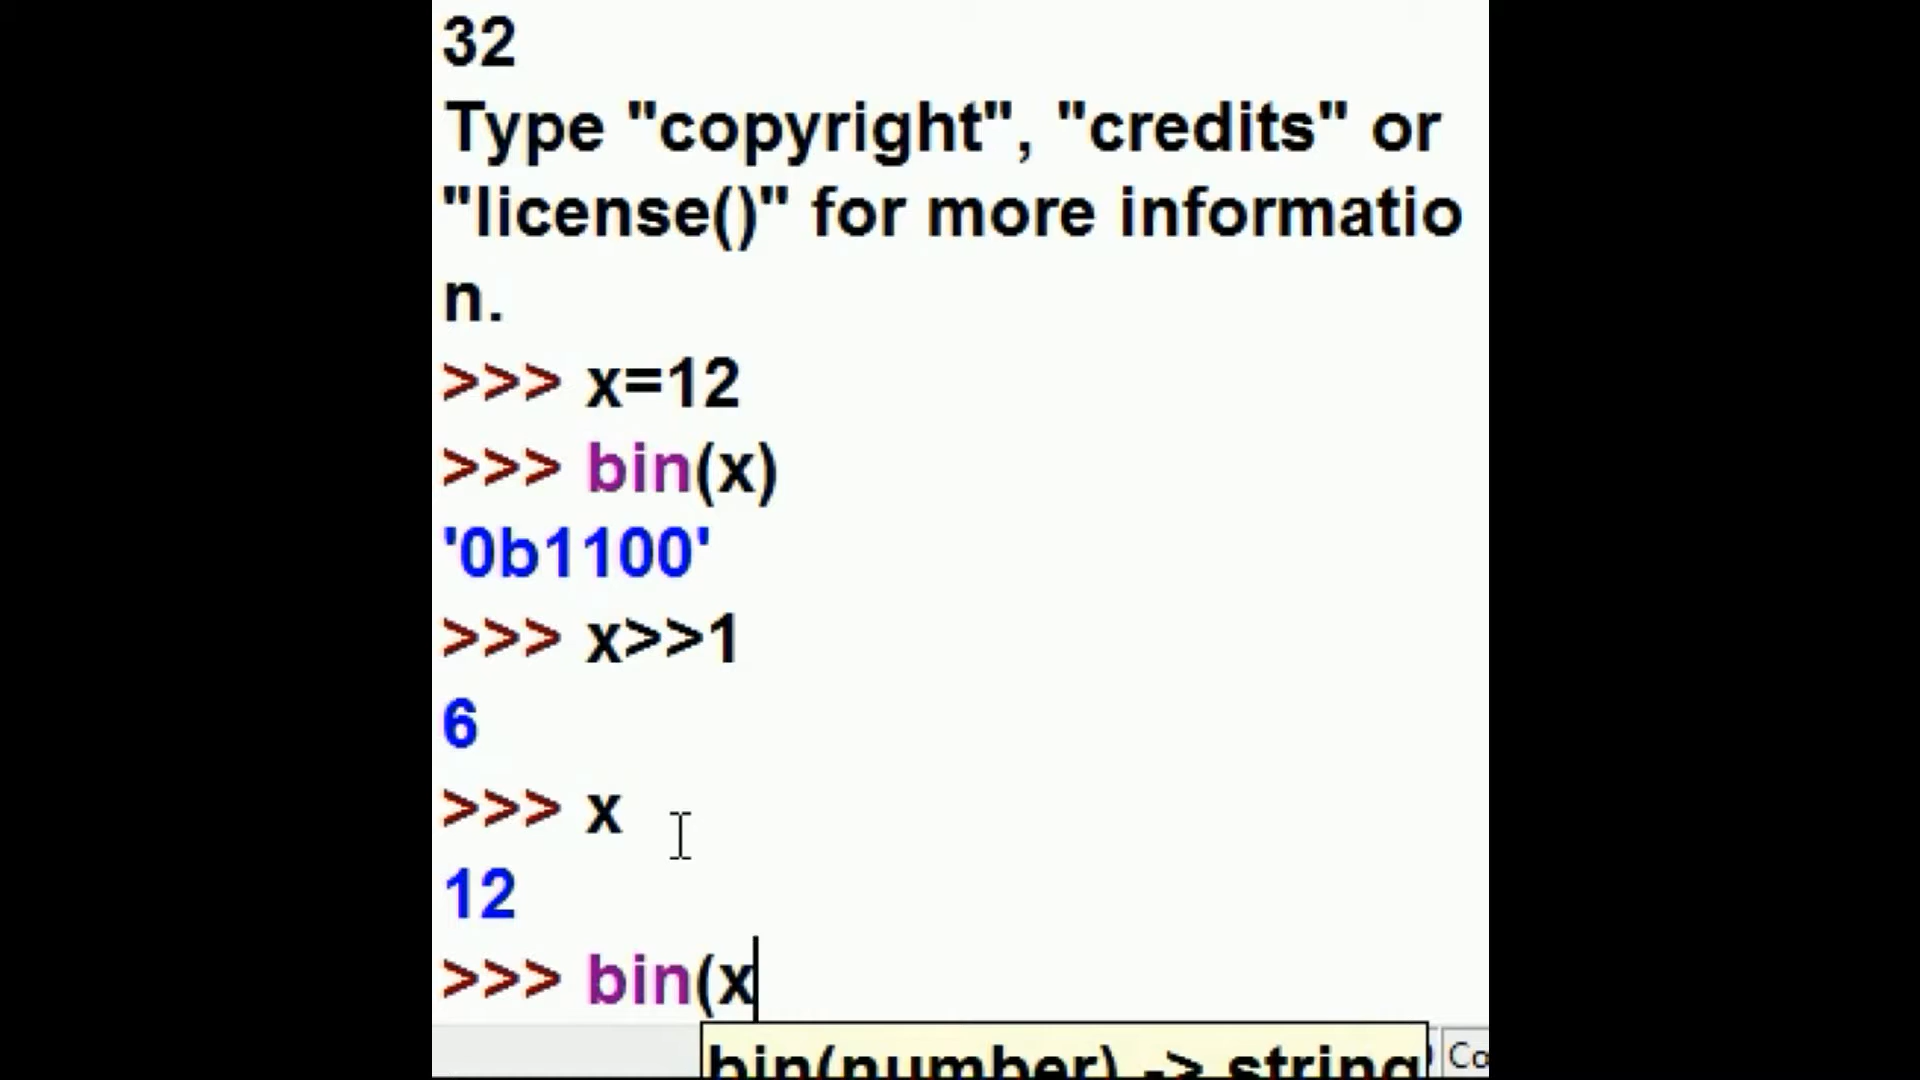 32
Type "copyright", "credits" or
"license()" for more informatio
n.
>>> x=12
>>> bin(x)
'0b1100'
>>> x>>1
6
>>> x
12
>>> bin(x
bin(number) -> string
Co